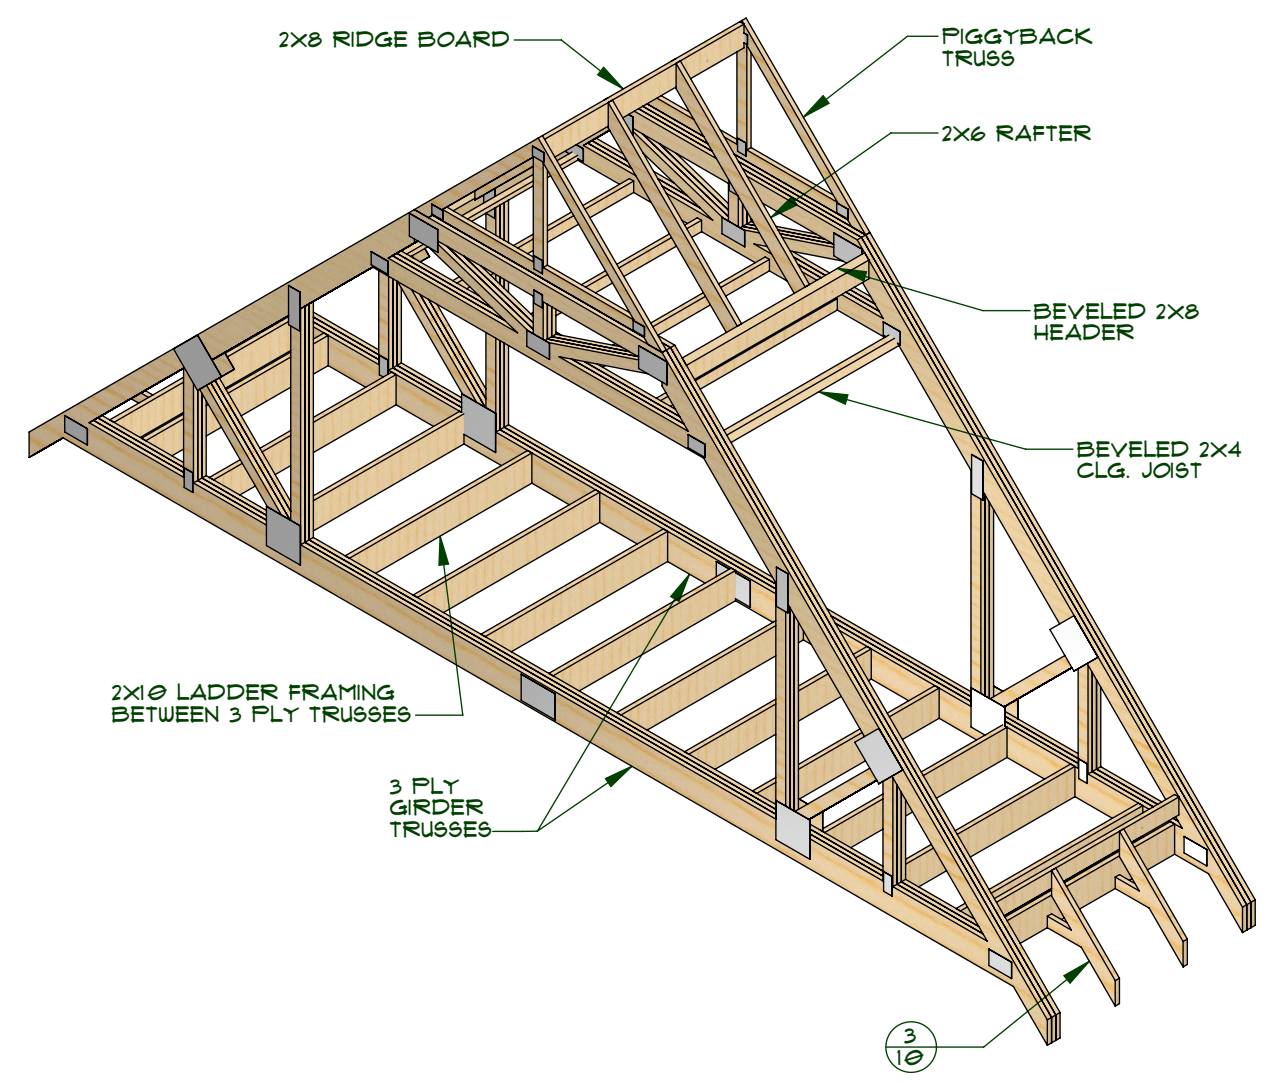 2X8 RIDGE BOARD
PIGGYBACK
TRUSS
2X6 RAFTER
BEVELED 2X8
HEADER
BEVELED 2X4
CLG. JOIST
2X10 LADDER FRAMING
BETWEEN 3 PLY TRUSSES
3 PLY
GIRDER
TRUSSES
3
10